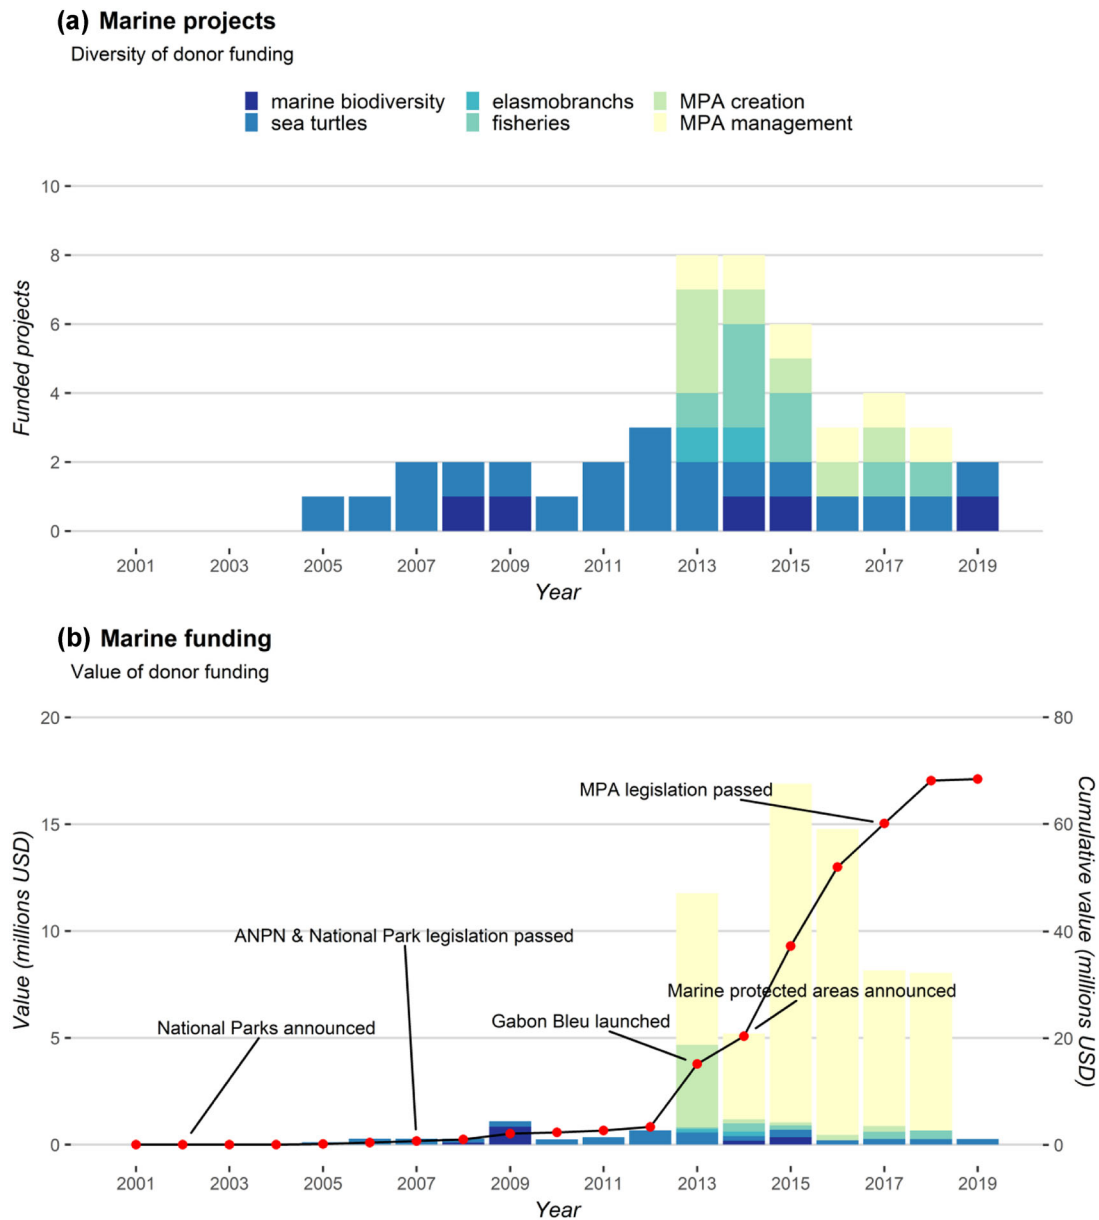 (a) Marine projects
Diversity of donor funding
marine biodiversity elasmobranchs MPA creation
sea turtles fisheries MPA management
10
8
6
4
2
0
Funded projects
2001 2003 2005 2007 2009 2011 2013 2015 2017 2019
Year
(b) Marine funding
Value of donor funding
20 80
MPA legislation passed
15 60
ANPN & National Park legislation passed
10 40
Marine protected areas announced
Gabon Bleu launched
National Parks announced
5 20
0 0
Value (millions USD)
Cumulative value (millions USD)
2001 2003 2005 2007 2009 2011 2013 2015 2017 2019
Year